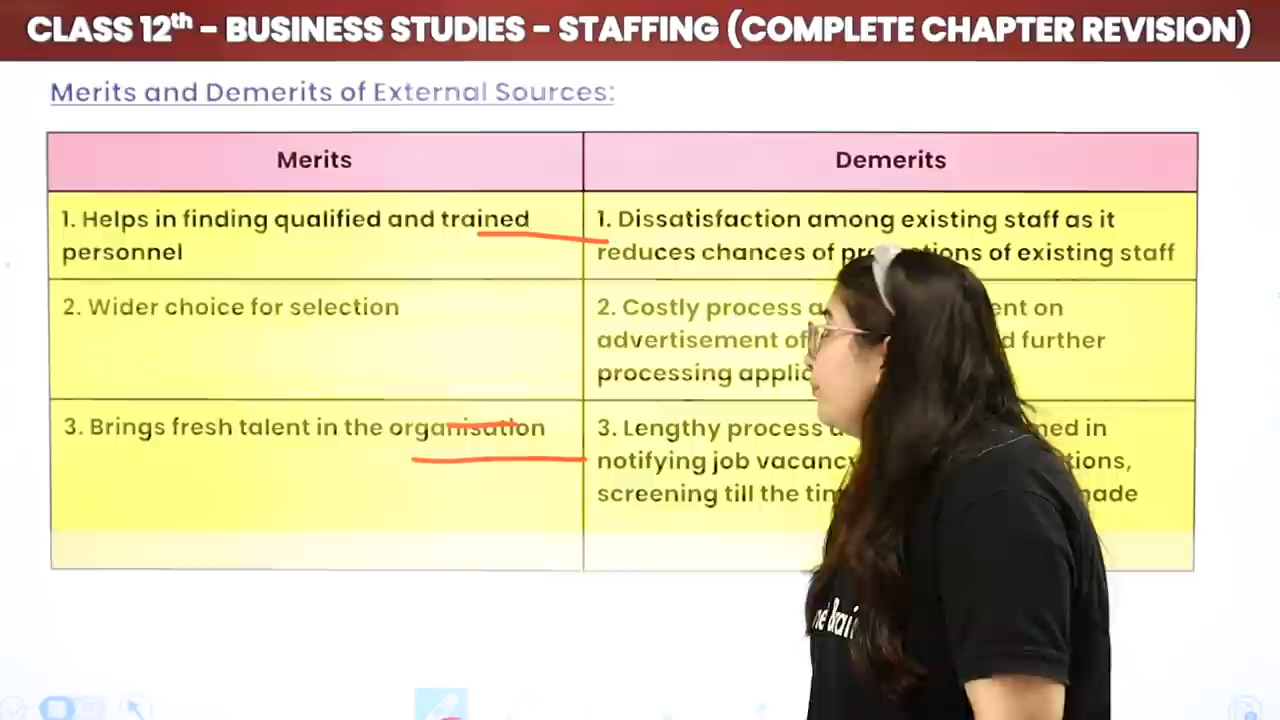 CLASS 12th – BUSINESS STUDIES – STAFFING (COMPLETE CHAPTER REVISION)
Merits and Demerits of External Sources:
Merits
Demerits
1. Helps in finding qualified and trained
personnel
1. Dissatisfaction among existing staff as it
reduces chances of of existing staff
2. Wider choice for selection
2. Costly process on
advertisement of further
processing
3. Brings fresh talent in the organisation
3. Lengthy process in
notifying job
screening till the